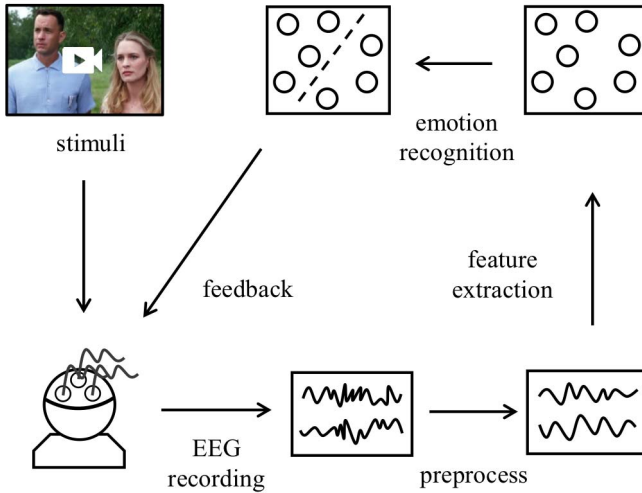 stimuli
emotion
recognition
feedback
feature
extraction
EEG
recording
preprocess